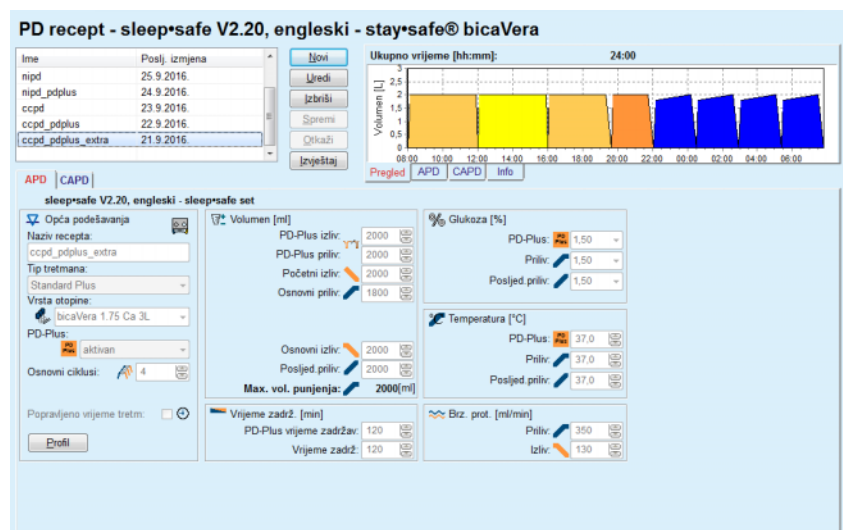 PD recept - sleep•safe V2.20, engleski - stay•safe® bicaVera
Ime Poslj. izmjena
nipd 25.9.2016.
nipd_pdplus 24.9.2016.
ccpd 23.9.2016.
ccpd_pdplus 22.9.2016.
ccpd_pdplus_extra 21.9.2016.
Novi
Uredi
Izbriši
Spremi
Otkaži
Izvještaj
Ukupno vrijeme [hh:mm]: 24:00
Volumen [L]
3
2,5
2
1,5
1
0,5
0
08:00 10:00 12:00 14:00 16:00 18:00 20:00 22:00 00:00 02:00 04:00 06:00
Pregled APD CAPD Info
APD CAPD
sleep•safe V2.20, engleski - sleep•safe set
Opća podešavanja
Naziv recepta:
ccpd_pdplus_extra
Tip tretmana:
Standard Plus
Vrsta otopine:
bicaVera 1.75 Ca 3L
PD-Plus:
PD Plus aktivan
Osnovni ciklusi: 4
Popravljeno vrijeme tretm:
Profil
Volumen [ml]
PD-Plus izliv: 2000
PD-Plus priliv: 2000
Početni izliv: 2000
Osnovni priliv: 1800
Osnovni izliv: 2000
Posljed.priliv: 2000
Max. vol. punjenja: 2000[ml]
Vrijeme zadrž. [min]
PD-Plus vrijeme zadržav: 120
Vrijeme zadrž: 120
Glukoza [%]
PD-Plus: PD Plus 1,50
Priliv: 1,50
Posljed.priliv: 1,50
Temperatura [°C]
PD-Plus: PD Plus 37,0
Priliv: 37,0
Posljed.priliv: 37,0
Brz. prot. [ml/min]
Priliv: 350
Izliv: 130